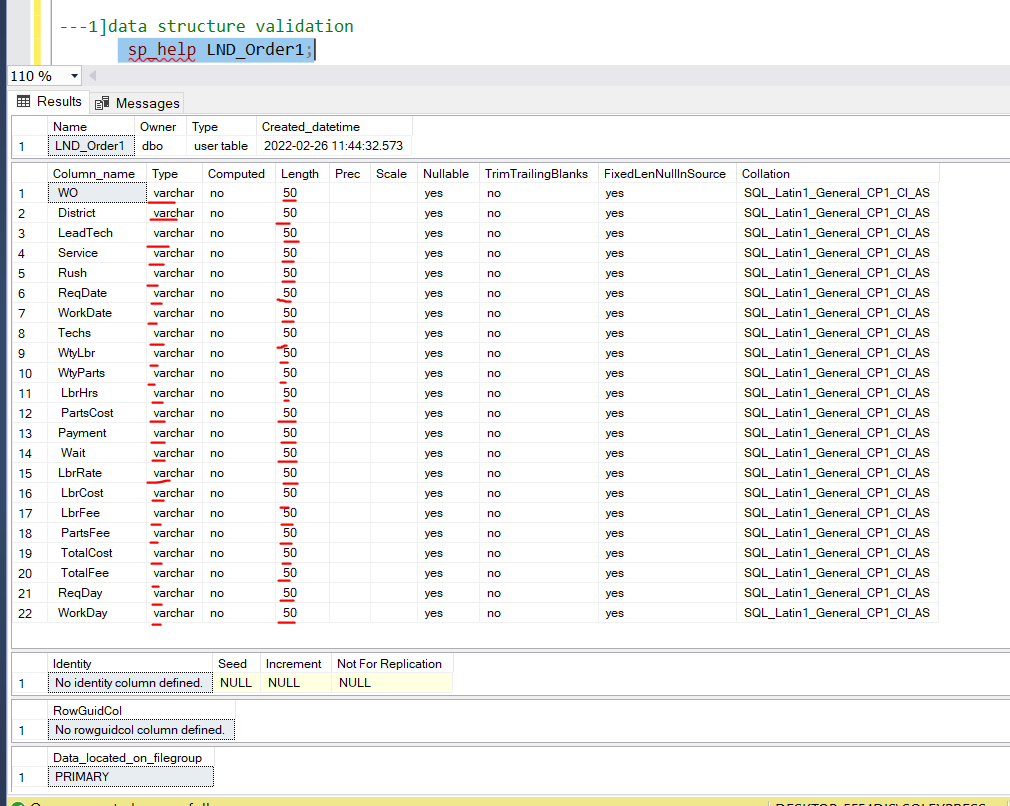 ---1]data structure validation
sp_help LND_Order1;
110 %
Results Messages
Name Owner Type Created_datetime
1 LND_Order1 dbo user table 2022-02-26 11:44:32.573
Column_name Type Computed Length Prec Scale Nullable TrimTrailingBlanks FixedLenNullInSource Collation
1 WO varchar no 50 yes no yes SQL_Latin1_General_CP1_CI_AS
2 District varchar no 50 yes no yes SQL_Latin1_General_CP1_CI_AS
3 LeadTech varchar no 50 yes no yes SQL_Latin1_General_CP1_CI_AS
4 Service varchar no 50 yes no yes SQL_Latin1_General_CP1_CI_AS
5 Rush varchar no 50 yes no yes SQL_Latin1_General_CP1_CI_AS
6 ReqDate varchar no 50 yes no yes SQL_Latin1_General_CP1_CI_AS
7 WorkDate varchar no 50 yes no yes SQL_Latin1_General_CP1_CI_AS
8 Techs varchar no 50 yes no yes SQL_Latin1_General_CP1_CI_AS
9 WtyLbr varchar no 50 yes no yes SQL_Latin1_General_CP1_CI_AS
10 WtyParts varchar no 50 yes no yes SQL_Latin1_General_CP1_CI_AS
11 LbrHrs varchar no 50 yes no yes SQL_Latin1_General_CP1_CI_AS
12 PartsCost varchar no 50 yes no yes SQL_Latin1_General_CP1_CI_AS
13 Payment varchar no 50 yes no yes SQL_Latin1_General_CP1_CI_AS
14 Wait varchar no 50 yes no yes SQL_Latin1_General_CP1_CI_AS
15 LbrRate varchar no 50 yes no yes SQL_Latin1_General_CP1_CI_AS
16 LbrCost varchar no 50 yes no yes SQL_Latin1_General_CP1_CI_AS
17 LbrFee varchar no 50 yes no yes SQL_Latin1_General_CP1_CI_AS
18 PartsFee varchar no 50 yes no yes SQL_Latin1_General_CP1_CI_AS
19 TotalCost varchar no 50 yes no yes SQL_Latin1_General_CP1_CI_AS
20 TotalFee varchar no 50 yes no yes SQL_Latin1_General_CP1_CI_AS
21 ReqDay varchar no 50 yes no yes SQL_Latin1_General_CP1_CI_AS
22 WorkDay varchar no 50 yes no yes SQL_Latin1_General_CP1_CI_AS
Identity Seed Increment Not For Replication
1 No identity column defined. NULL NULL NULL
RowGuidCol
1 No rowguidcol column defined.
Data_located_on_filegroup
1 PRIMARY